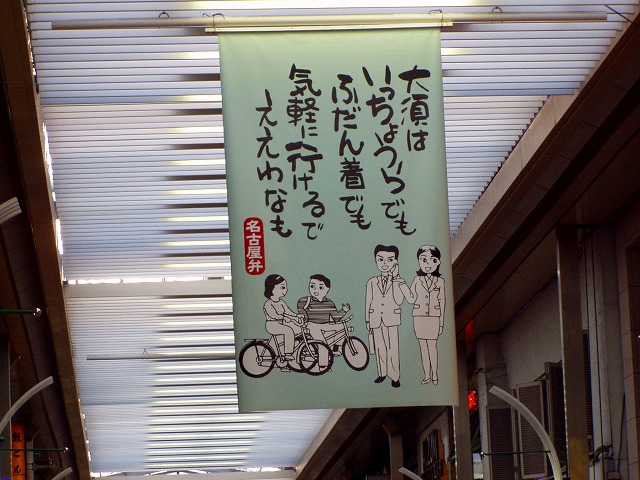 大須は
いっちょうらでも
ふだん着でも
気軽に行けるで
ええわなも
名古屋弁